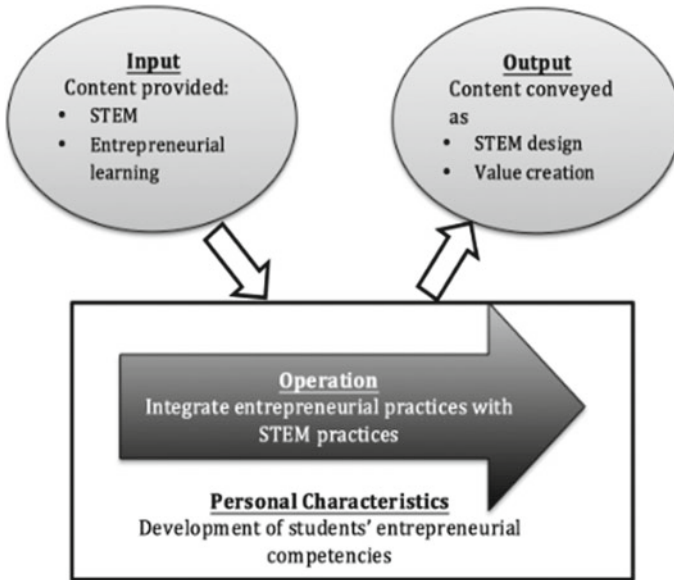 Input
Content provided:
• STEM
• Entrepreneurial
learning
Output
Content conveyed
as
• STEM design
• Value creation
Operation
Integrate entrepreneurial practices with
STEM practices
Personal Characteristics
Development of students' entrepreneurial
competencies